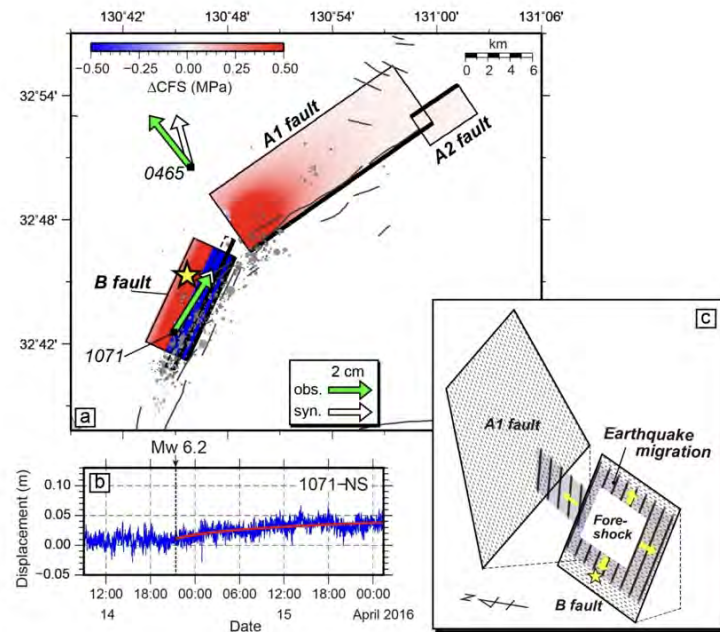 130°42' 130°48' 130°54' 131°00' 131°06'
km
0 2 4 6
−0.50 −0.25 0.00 0.25 0.50
ΔCFS (MPa)
32°54'
A1 fault
A2 fault
0465
32°48'
B fault
32°42'
1071
2 cm
obs.
syn.
a
c
A1 fault
Earthquake
migration
Fore-
shock
N
B fault
Mw 6.2
b
1071−NS
Displacement (m)
0.10
0.05
0.00
−0.05
12:00 18:00 00:00 06:00 12:00 18:00 00:00
14 15 April 2016
Date